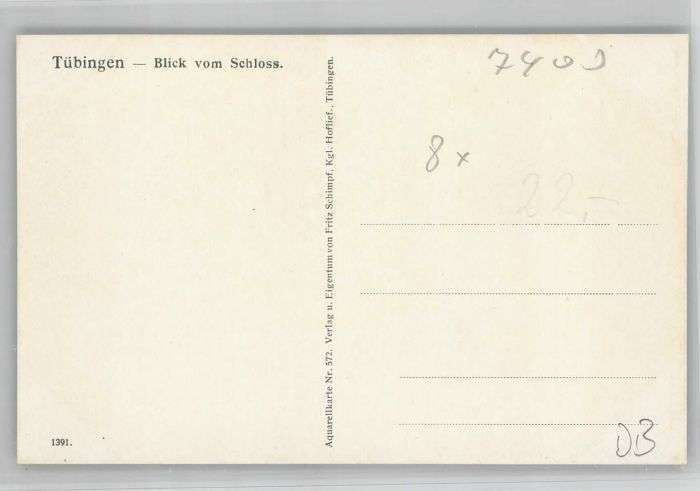 Tübingen — Blick vom Schloss.
1391.
Aquarellkarte Nr. 572. Verlag u. Eigentum von Fritz Schimpf, Kgl. Hoflief., Tübingen.
7400
8x
22,-
DB